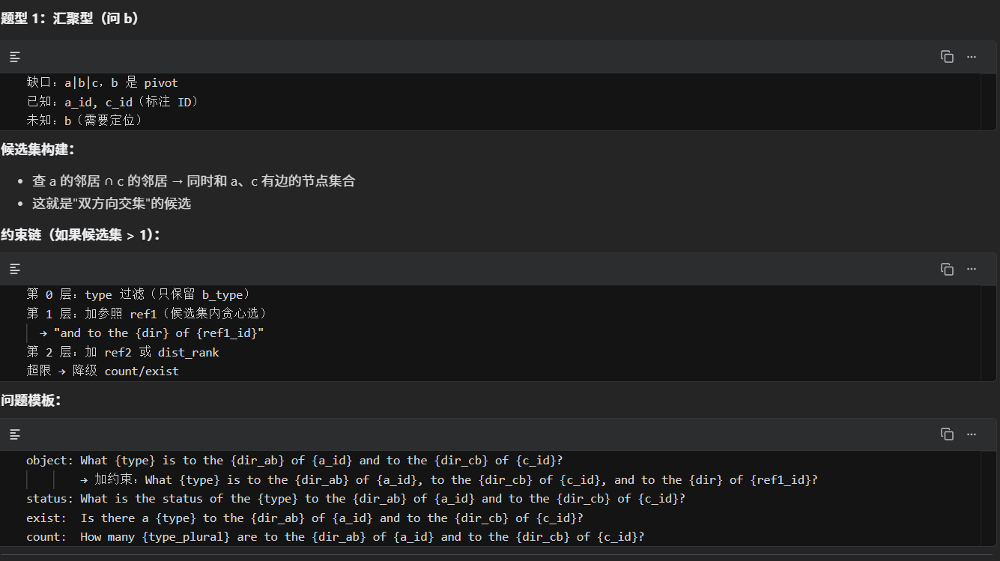 题型 1：汇聚型（问 b）
缺口：a|b|c，b 是 pivot
已知：a_id, c_id（标注 ID）
未知：b（需要定位）
候选集构建：
• 查 a 的邻居 ∩ c 的邻居 → 同时和 a、c 有边的节点集合
• 这就是"双方向交集"的候选
约束链（如果候选集 > 1）：
第 0 层：type 过滤（只保留 b_type）
第 1 层：加参照 ref1（候选集内贪心选）
→ "and to the {dir} of {ref1_id}"
第 2 层：加 ref2 或 dist_rank
超限 → 降级 count/exist
问题模板：
object: What {type} is to the {dir_ab} of {a_id} and to the {dir_cb} of {c_id}?
→ 加约束：What {type} is to the {dir_ab} of {a_id}, to the {dir_cb} of {c_id}, and to the {dir} of {ref1_id}?
status: What is the status of the {type} to the {dir_ab} of {a_id} and to the {dir_cb} of {c_id}?
exist: Is there a {type} to the {dir_ab} of {a_id} and to the {dir_cb} of {c_id}?
count: How many {type_plural} are to the {dir_ab} of {a_id} and to the {dir_cb} of {c_id}?